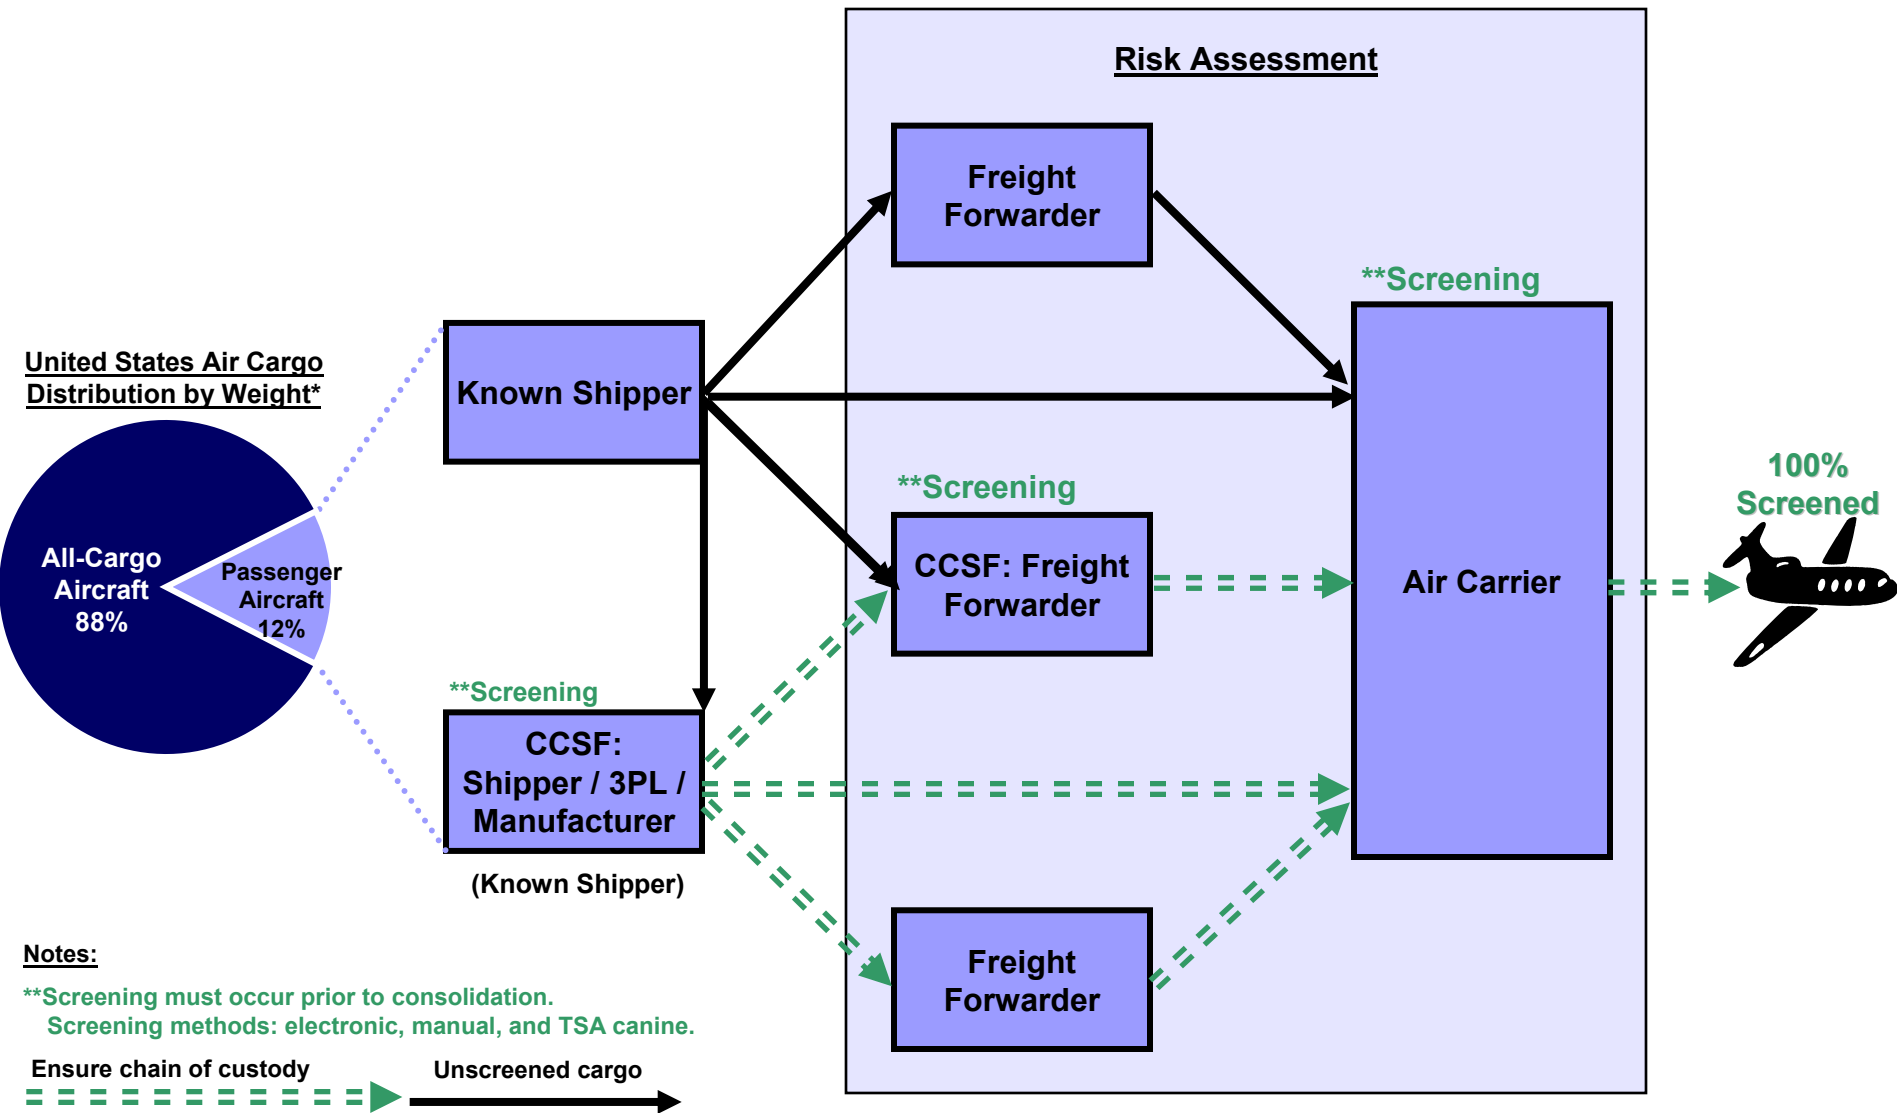 Risk Assessment
Freight
Forwarder
**Screening
United States Air Cargo
Distribution by Weight*
Known Shipper
All-Cargo
Aircraft
88%
Passenger
Aircraft
12%
**Screening
CCSF: Freight
Forwarder
Air Carrier
100%
Screened
**Screening
CCSF:
Shipper / 3PL /
Manufacturer
(Known Shipper)
Freight
Forwarder
Notes:
**Screening must occur prior to consolidation.
Screening methods: electronic, manual, and TSA canine.
Ensure chain of custody
Unscreened cargo